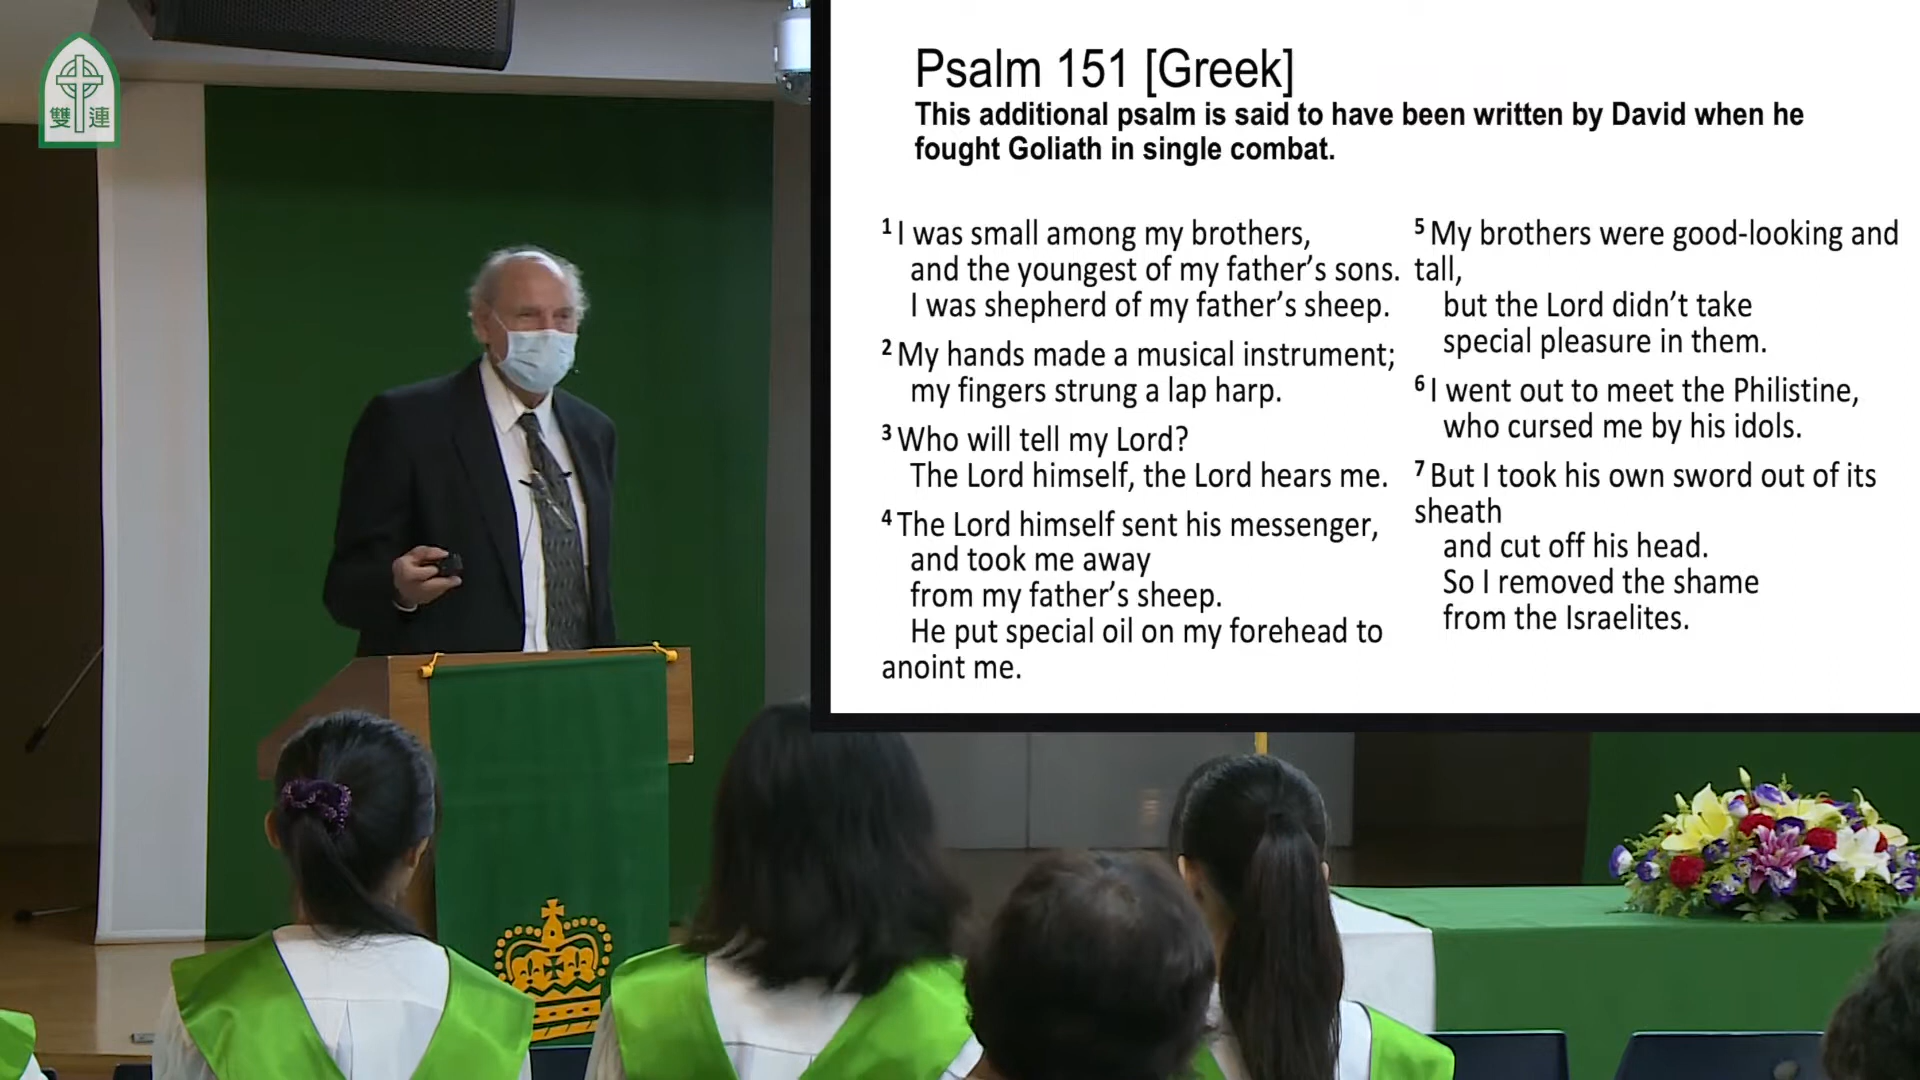 雙連
Psalm 151 [Greek]
This additional psalm is said to have been written by David when he
fought Goliath in single combat.
1 I was small among my brothers,
and the youngest of my father’s sons.
I was shepherd of my father’s sheep.
2 My hands made a musical instrument;
my fingers strung a lap harp.
3 Who will tell my Lord?
The Lord himself, the Lord hears me.
4 The Lord himself sent his messenger,
and took me away
from my father’s sheep.
He put special oil on my forehead to
anoint me.
5 My brothers were good-looking and
tall,
but the Lord didn’t take
special pleasure in them.
6 I went out to meet the Philistine,
who cursed me by his idols.
7 But I took his own sword out of its
sheath
and cut off his head.
So I removed the shame
from the Israelites.